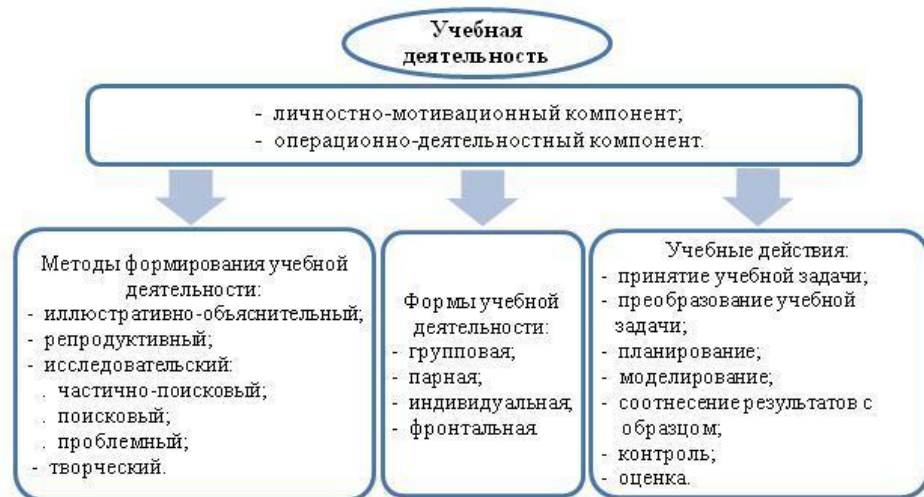 Учебная
деятельность
- личностно-мотивационный компонент;
- операционно-деятельностный компонент.
Методы формирования учебной
деятельности:
- иллюстративно-объяснительный;
- репродуктивный;
- исследовательский:
. частично-поисковый;
. поисковый;
. проблемный;
- творческий.
Формы учебной
деятельности:
- групповая;
- парная;
- индивидуальная;
- фронтальная
Учебные действия:
- принятие учебной задачи;
- преобразование учебной
задачи;
- планирование;
- моделирование;
- соотнесение результатов с
образцом;
- контроль;
- оценка.